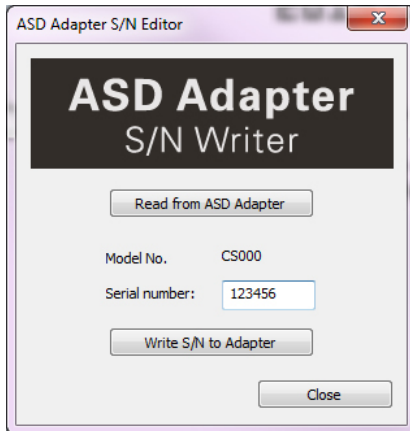 ASD Adapter S/N Editor
ASD Adapter
S/N Writer
Read from ASD Adapter
Model No. CS000
Serial number: 123456
Write S/N to Adapter
Close